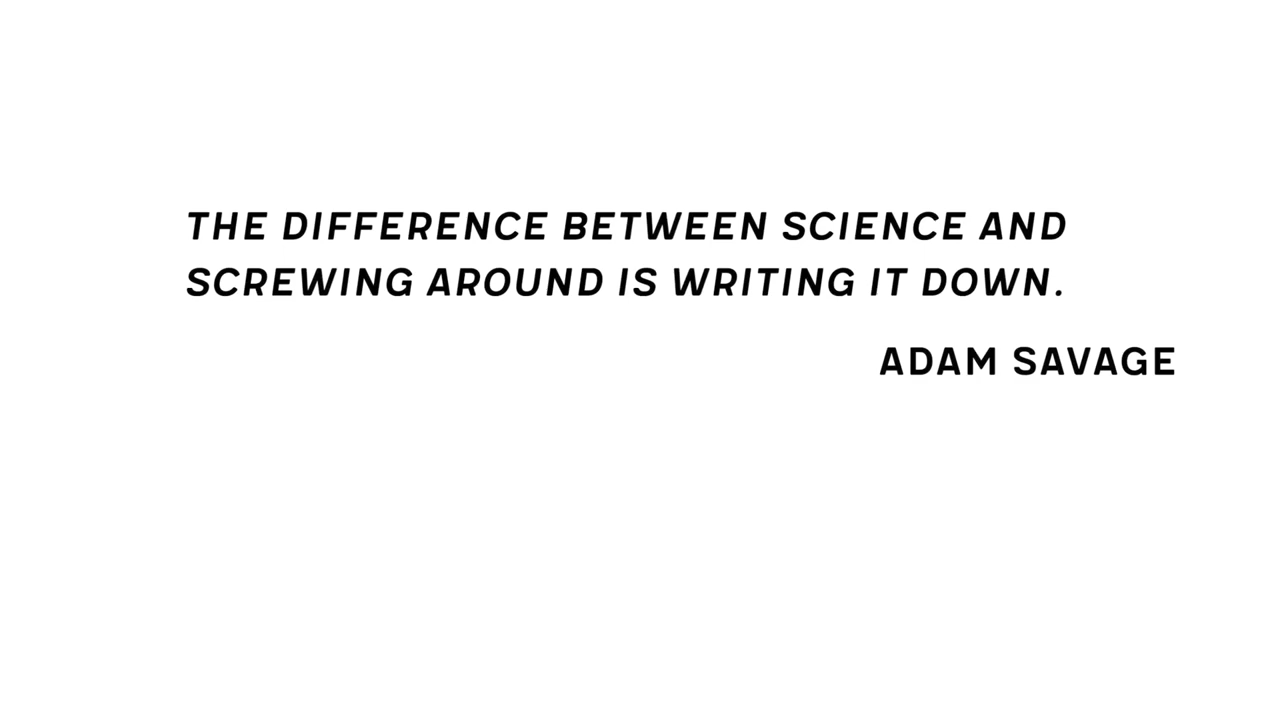 THE DIFFERENCE BETWEEN SCIENCE AND
SCREWING AROUND IS WRITING IT DOWN.
ADAM SAVAGE